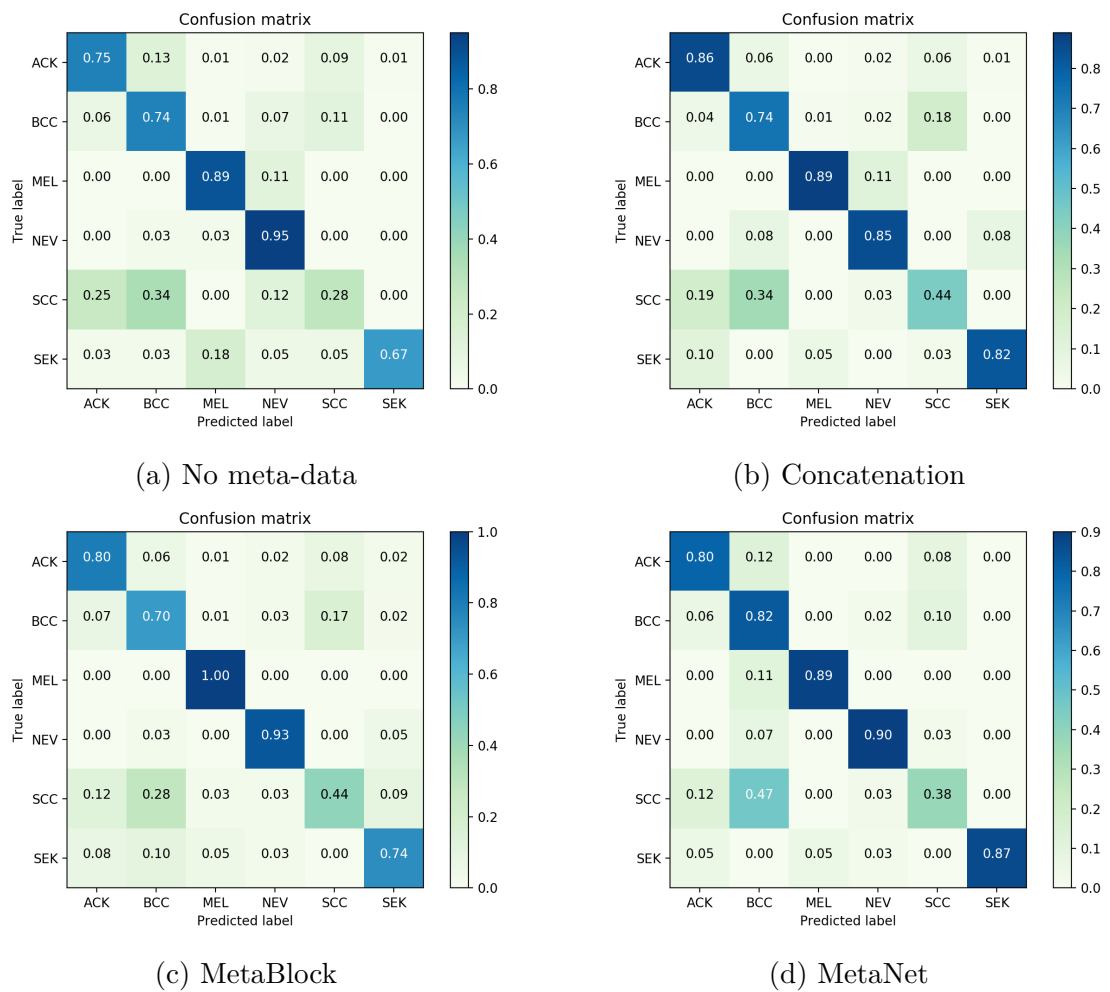 Confusion matrix
ACK 0.75 0.13 0.01 0.02 0.09 0.01
BCC 0.06 0.74 0.01 0.07 0.11 0.00
MEL 0.00 0.00 0.89 0.11 0.00 0.00
NEV 0.00 0.03 0.03 0.95 0.00 0.00
SCC 0.25 0.34 0.00 0.12 0.28 0.00
SEK 0.03 0.03 0.18 0.05 0.05 0.67
ACK BCC MEL NEV SCC SEK
Predicted label
True label
0.8
0.6
0.4
0.2
0.0
(a) No meta-data
Confusion matrix
ACK 0.86 0.06 0.00 0.02 0.06 0.01
BCC 0.04 0.74 0.01 0.02 0.18 0.00
MEL 0.00 0.00 0.89 0.11 0.00 0.00
NEV 0.00 0.08 0.00 0.85 0.00 0.08
SCC 0.19 0.34 0.00 0.03 0.44 0.00
SEK 0.10 0.00 0.05 0.00 0.03 0.82
ACK BCC MEL NEV SCC SEK
Predicted label
True label
0.8
0.7
0.6
0.5
0.4
0.3
0.2
0.1
0.0
(b) Concatenation
Confusion matrix
ACK 0.80 0.06 0.01 0.02 0.08 0.02
BCC 0.07 0.70 0.01 0.03 0.17 0.02
MEL 0.00 0.00 1.00 0.00 0.00 0.00
NEV 0.00 0.03 0.00 0.93 0.00 0.05
SCC 0.12 0.28 0.03 0.03 0.44 0.09
SEK 0.08 0.10 0.05 0.03 0.00 0.74
ACK BCC MEL NEV SCC SEK
Predicted label
True label
1.0
0.8
0.6
0.4
0.2
0.0
(c) MetaBlock
Confusion matrix
ACK 0.80 0.12 0.00 0.00 0.08 0.00
BCC 0.06 0.82 0.00 0.02 0.10 0.00
MEL 0.00 0.11 0.89 0.00 0.00 0.00
NEV 0.00 0.07 0.00 0.90 0.03 0.00
SCC 0.12 0.47 0.00 0.03 0.38 0.00
SEK 0.05 0.00 0.05 0.03 0.00 0.87
ACK BCC MEL NEV SCC SEK
Predicted label
True label
0.9
0.8
0.7
0.6
0.5
0.4
0.3
0.2
0.1
0.0
(d) MetaNet